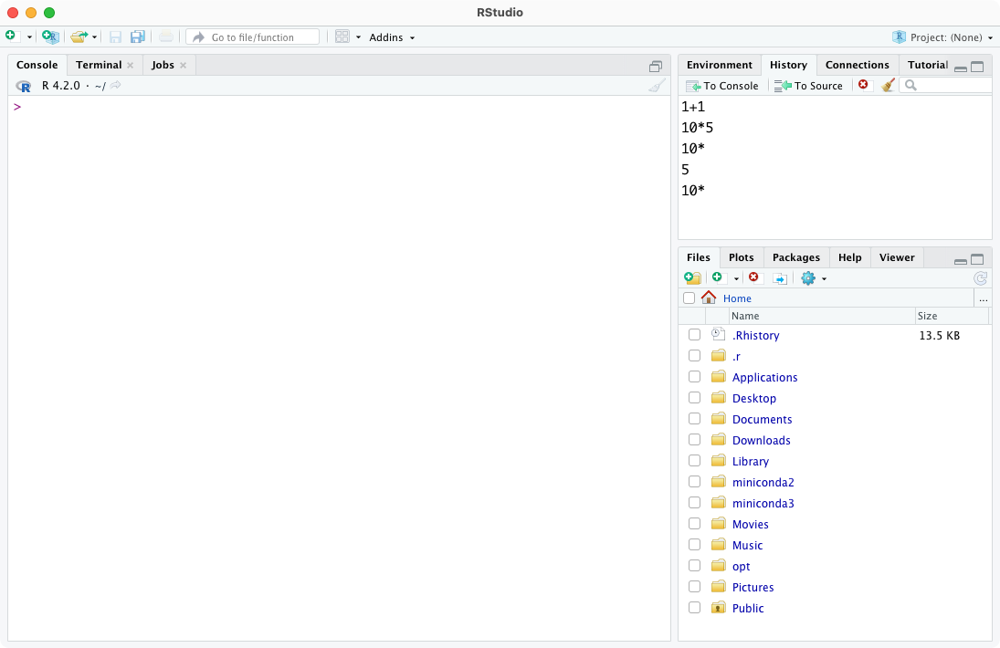 RStudio
Go to file/function Addins Project: (None)
Console Terminal Jobs
R 4.2.0 · ~/
>
Environment History Connections Tutorial
To Console To Source
1+1
10*5
10*
5
10*
Files Plots Packages Help Viewer
Home ...
Name Size
.Rhistory 13.5 KB
.r
Applications
Desktop
Documents
Downloads
Library
miniconda2
miniconda3
Movies
Music
opt
Pictures
Public